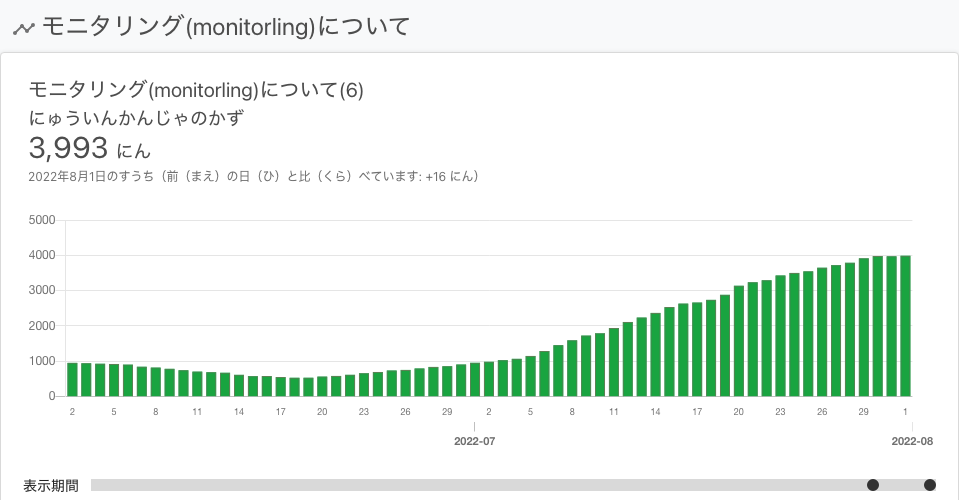 モニタリング(monitorling)について
モニタリング(monitorling)について(6)
にゅういんかんじゃのかず
3,993 にん
2022年8月1日のすうち（前（まえ）の日（ひ）と比（くら）べています: +16 にん）
5000
4000
3000
2000
1000
0
2 5 8 11 14 17 20 23 26 29 2 5 8 11 14 17 20 23 26 29 1
2022-07 2022-08
表示期間